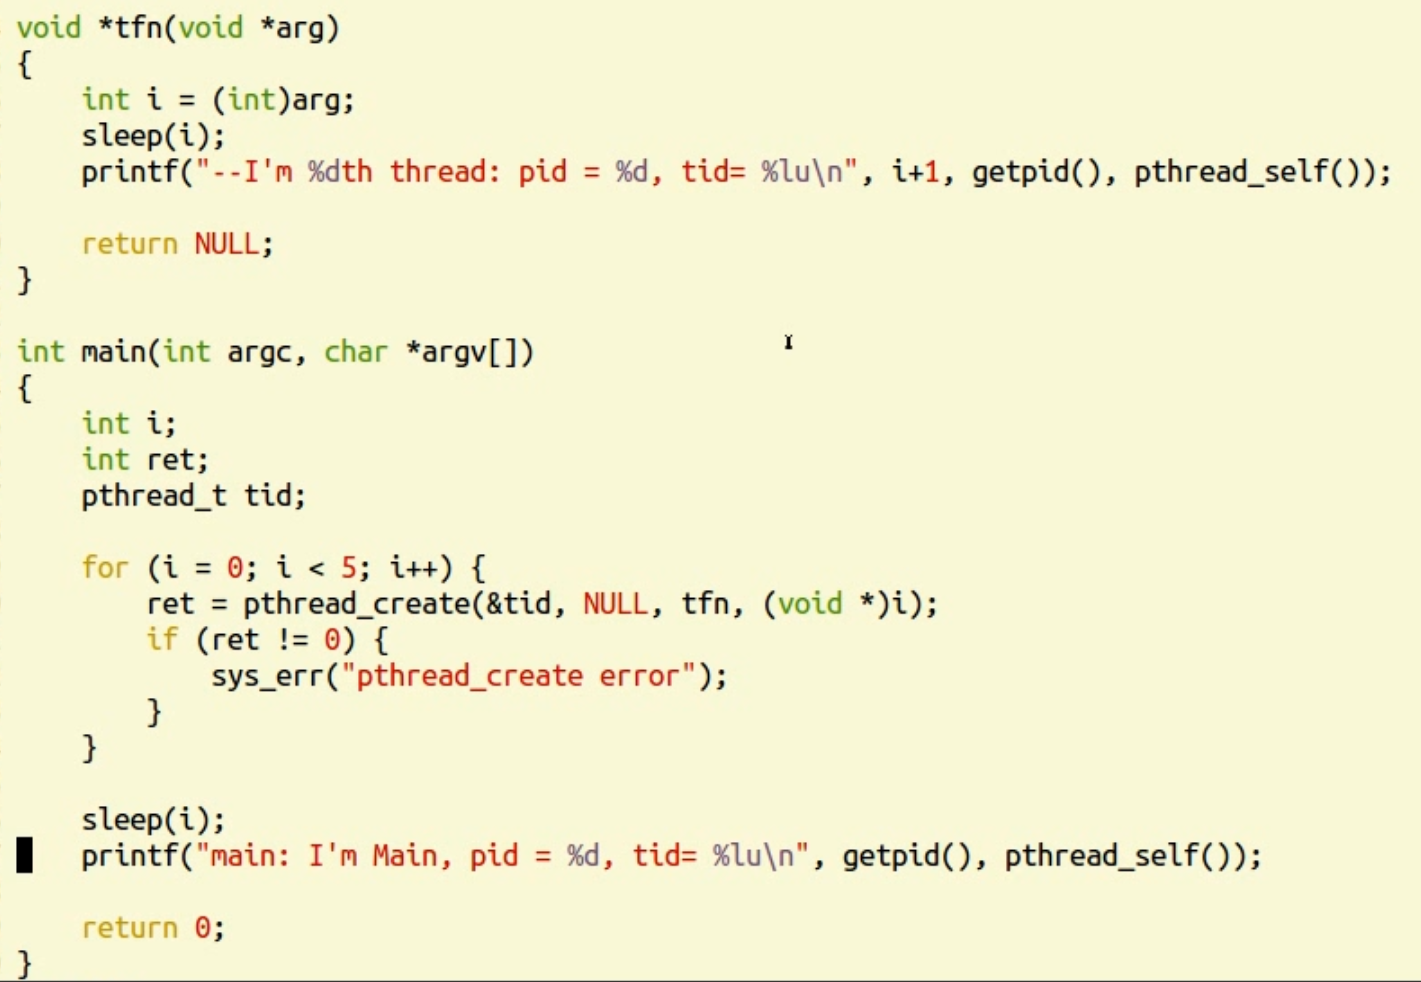 void *tfn(void *arg)
{
    int i = (int)arg;
    sleep(i);
    printf("--I'm %dth thread: pid = %d, tid= %lu\n", i+1, getpid(), pthread_self());

    return NULL;
}

int main(int argc, char *argv[])
{
    int i;
    int ret;
    pthread_t tid;

    for (i = 0; i < 5; i++) {
        ret = pthread_create(&tid, NULL, tfn, (void *)i);
        if (ret != 0) {
            sys_err("pthread_create error");
        }
    }

    sleep(i);
    printf("main: I'm Main, pid = %d, tid= %lu\n", getpid(), pthread_self());

    return 0;
}